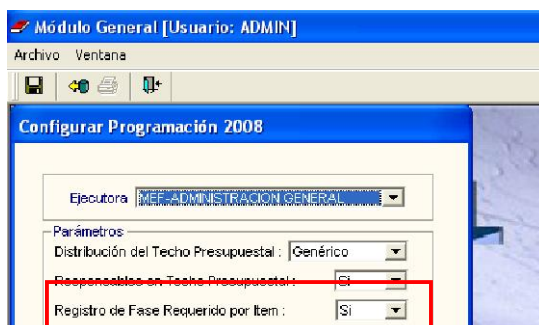 Módulo General [Usuario: ADMIN]
Archivo Ventana
Configurar Programación 2008
Ejecutora MEF-ADMINISTRACION GENERAL
Parámetros
Distribución del Techo Presupuestal : Genérico
Responsables en Techo Presupuestal : Si
Registro de Fase Requerido por Item : Si